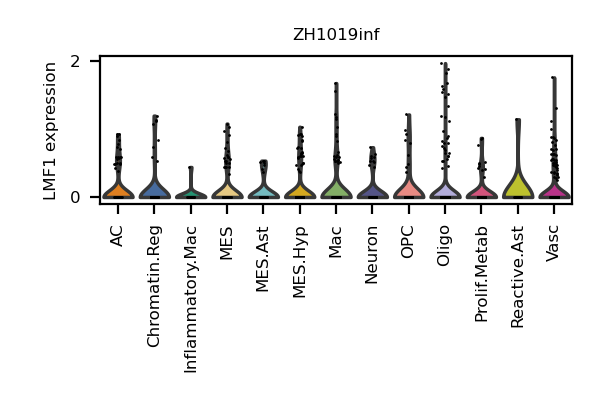 ZH1019inf
LMF1 expression
2
0
AC
Chromatin.Reg
Inflammatory.Mac
MES
MES.Ast
MES.Hyp
Mac
Neuron
OPC
Oligo
Prolif.Metab
Reactive.Ast
Vasc